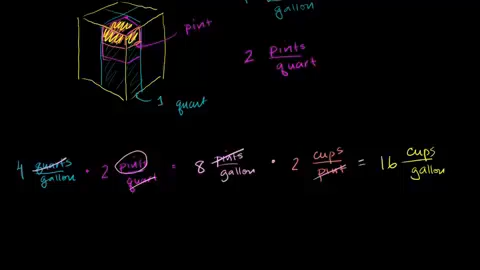 gallon
pint
2 pints/quart
1 quart
4 quarts/gallon · 2 pints/quart = 8 pints/gallon · 2 cups/pint = 16 cups/gallon